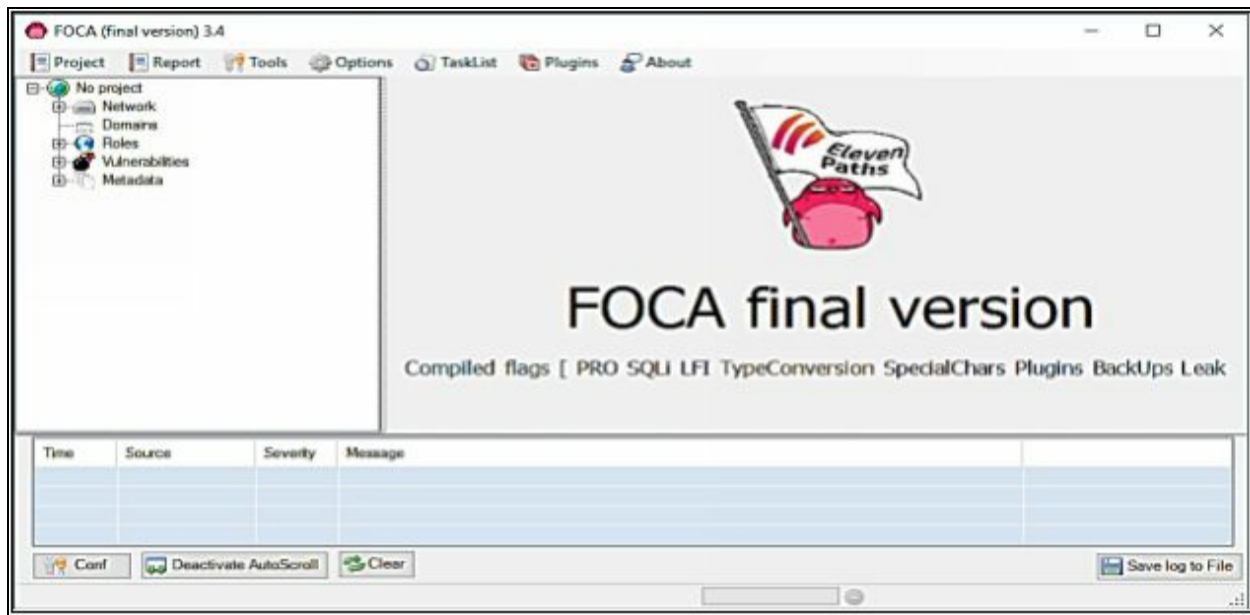 FOCA (final version) 3.4
Project Report Tools Options TaskList Plugins About
No project
Network
Domains
Roles
Vulnerabilities
Metadata
Eleven
Paths
FOCA final version
Compiled flags [ PRO SQLi LFI TypeConversion SpecialChars Plugins BackUps Leak
Time Source Severity Message
Conf Deactivate AutoScroll Clear Save log to File